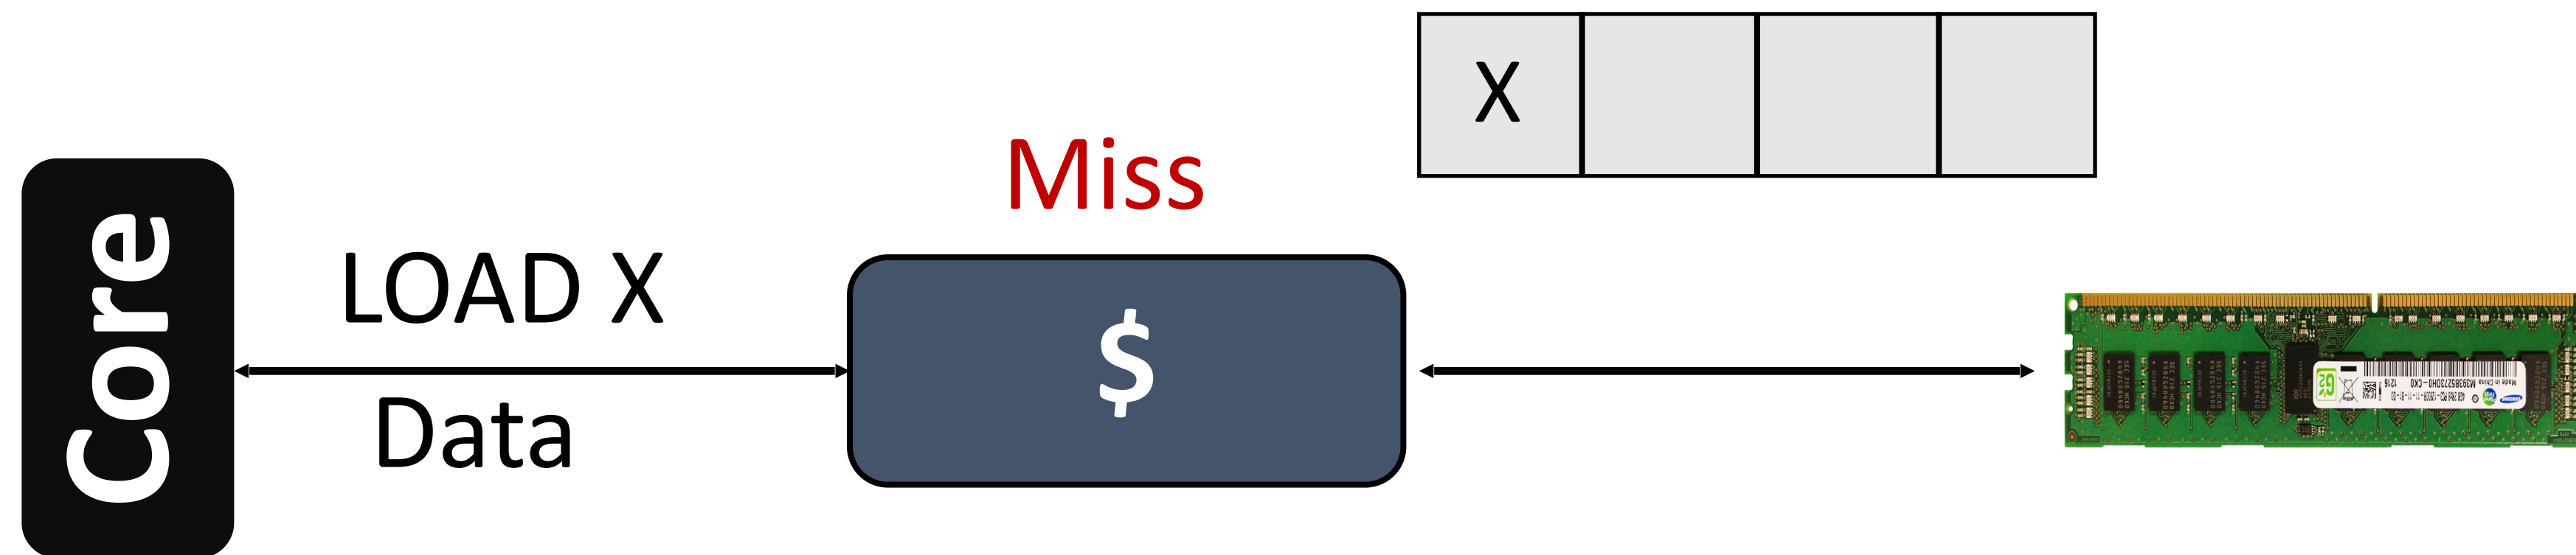 X
Miss
Core
LOAD X
$
Data